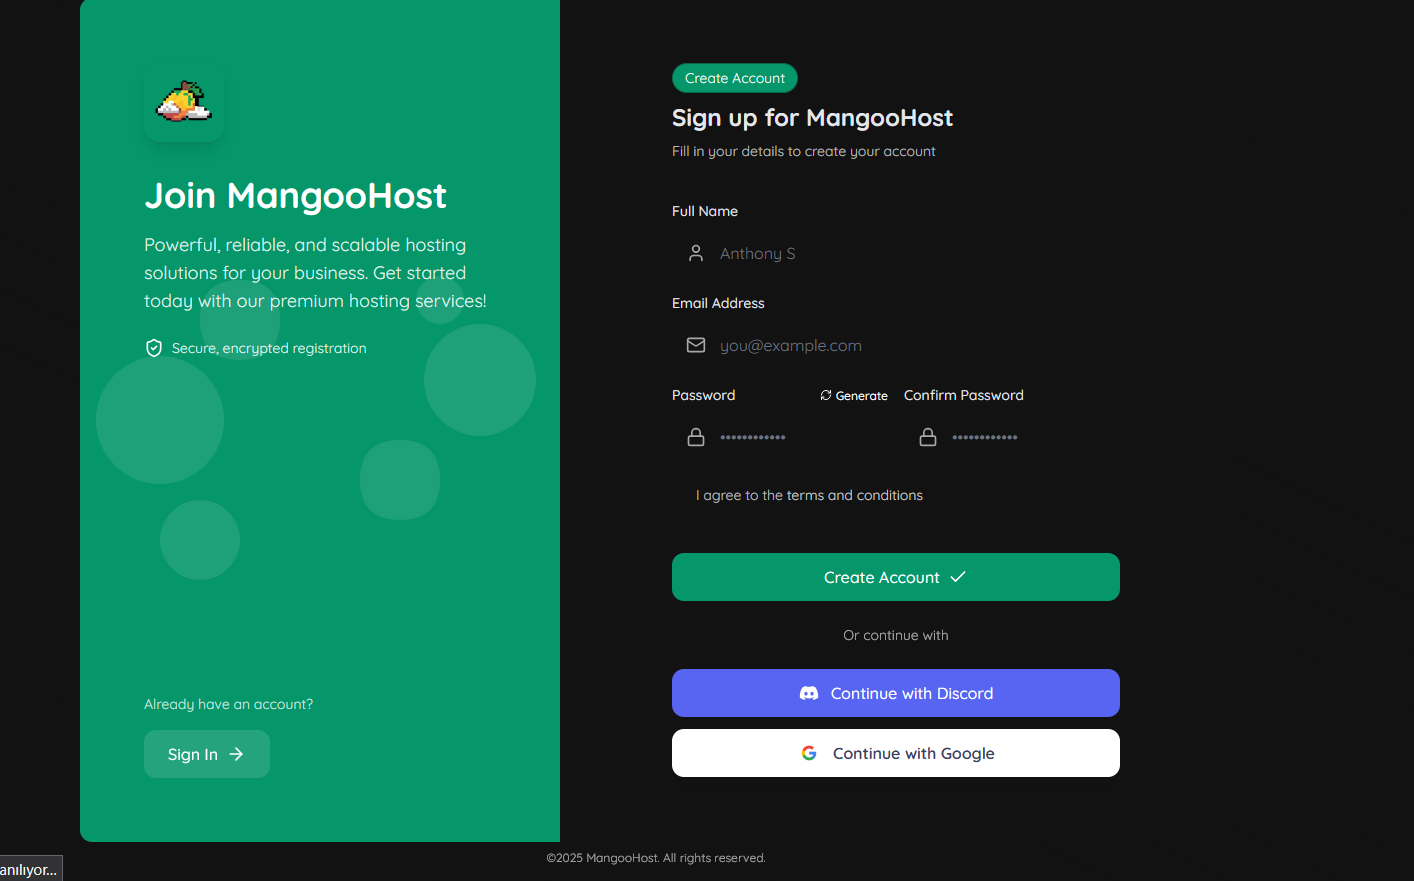 Join MangooHost
Powerful, reliable, and scalable hosting
solutions for your business. Get started
today with our premium hosting services!
Secure, encrypted registration
Already have an account?
Sign In
Create Account
Sign up for MangooHost
Fill in your details to create your account
Full Name
Anthony S
Email Address
you@example.com
Password Generate Confirm Password
•••••••••••• ••••••••••••
I agree to the terms and conditions
Create Account
Or continue with
Continue with Discord
Continue with Google
©2025 MangooHost. All rights reserved.
anılıyor...